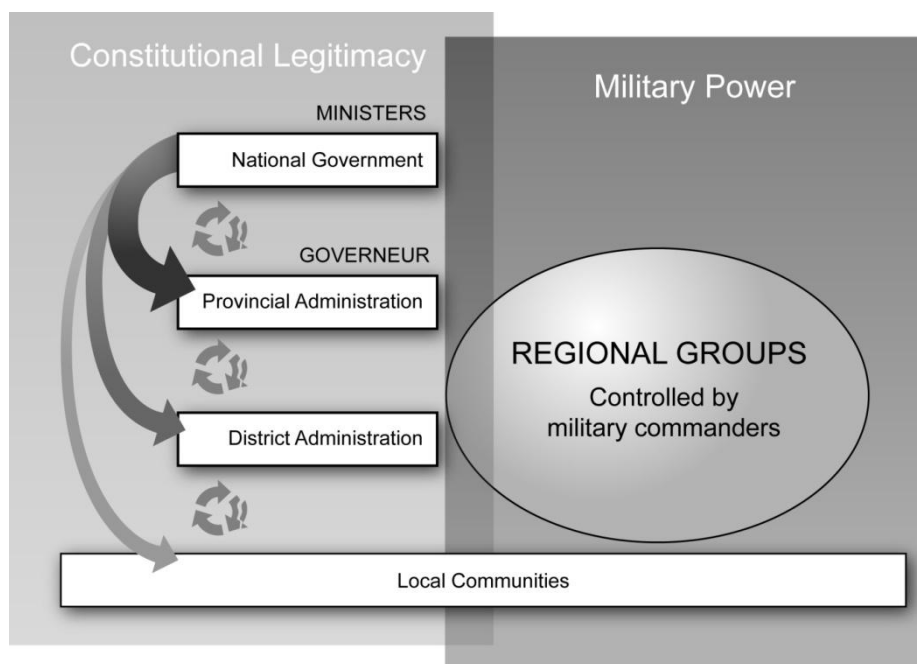 Constitutional Legitimacy
Military Power
MINISTERS
National Government
GOVERNEUR
Provincial Administration
REGIONAL GROUPS
Controlled by
military commanders
District Administration
Local Communities